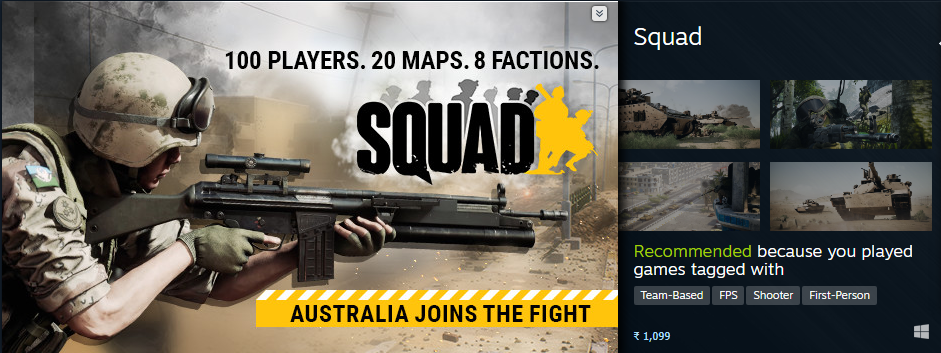 100 PLAYERS. 20 MAPS. 8 FACTIONS.
SQUAD
AUSTRALIA JOINS THE FIGHT
Squad
Recommended because you played
games tagged with
Team-Based FPS Shooter First-Person
₹ 1,099